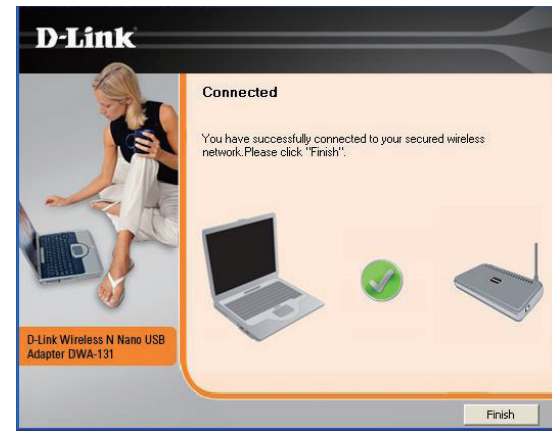 D-Link
Connected
You have successfully connected to your secured wireless
network.Please click "Finish".
D-Link Wireless N Nano USB
Adapter DWA-131
Finish